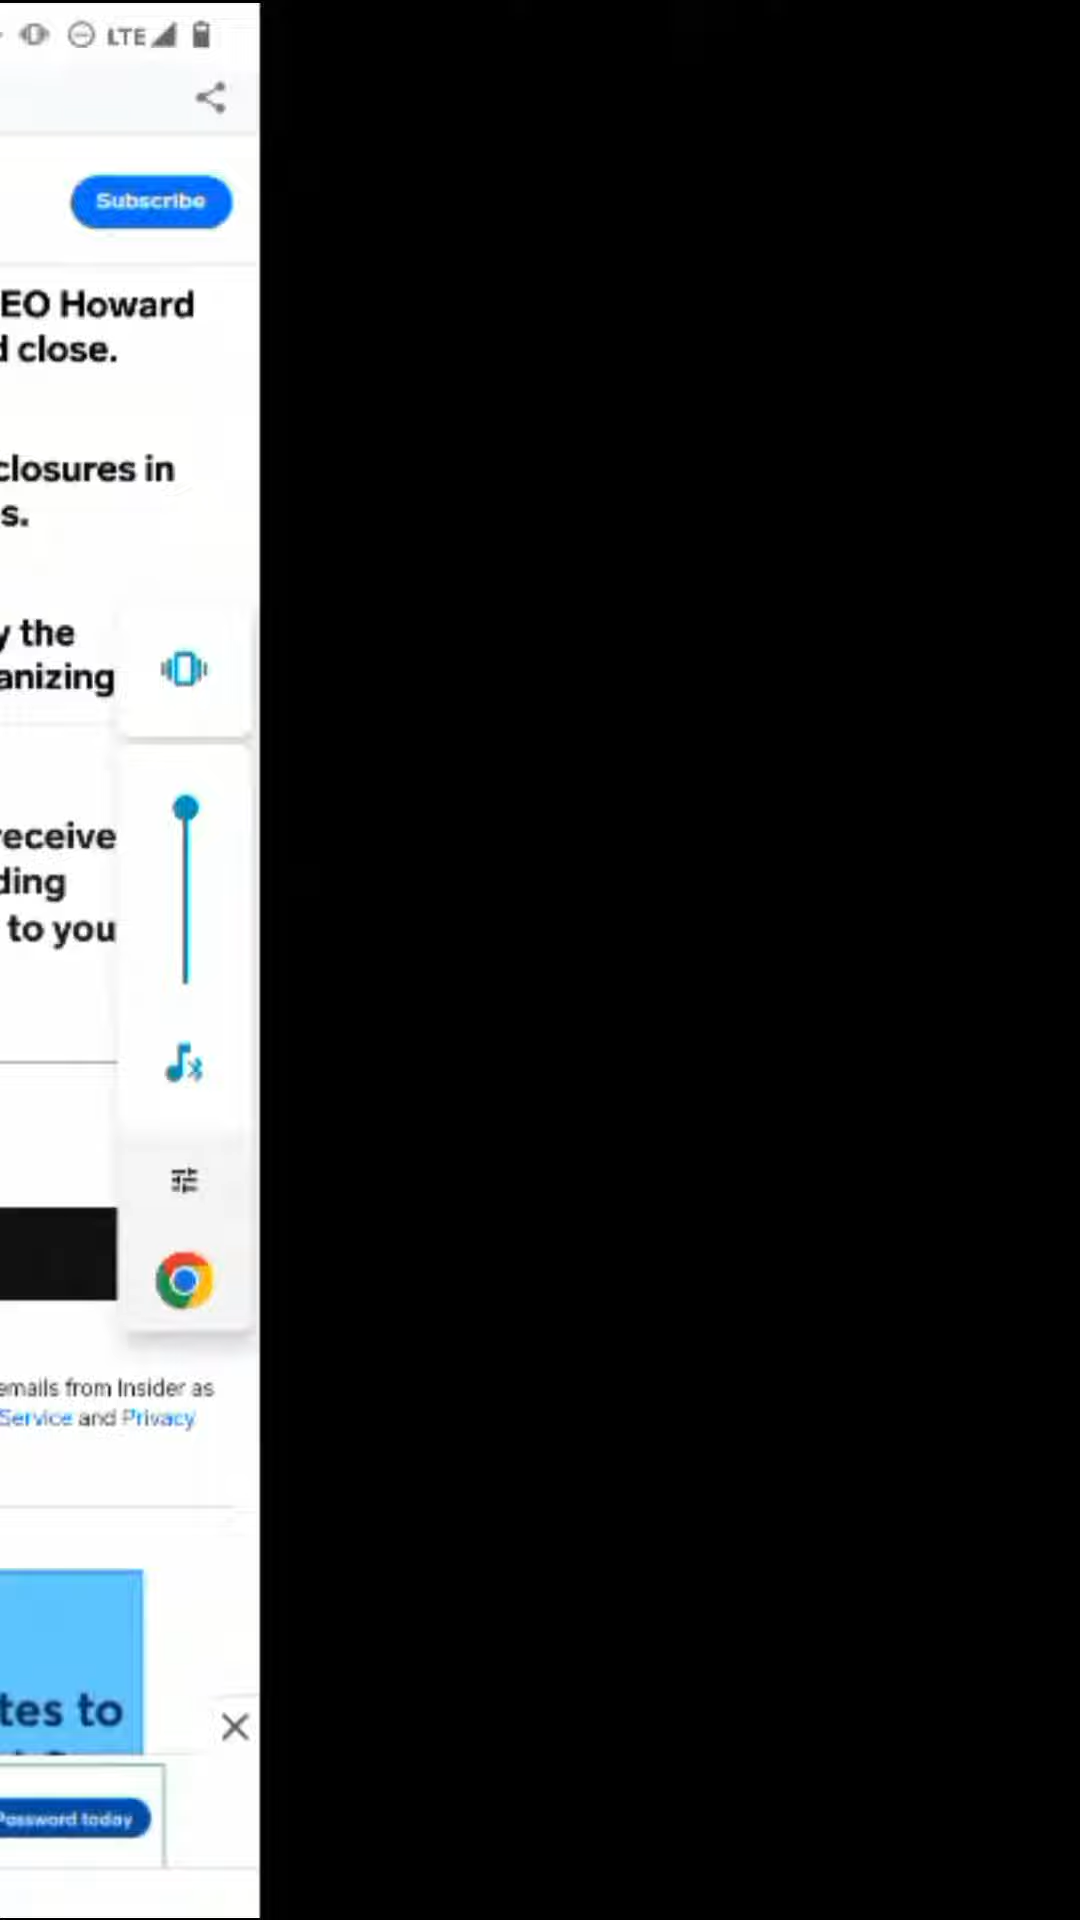 LTE
Subscribe
EO Howard
d close.
closures in
s.
y the
anizing
receive
ding
to you
emails from Insider as
Service and Privacy
tes to
Password today